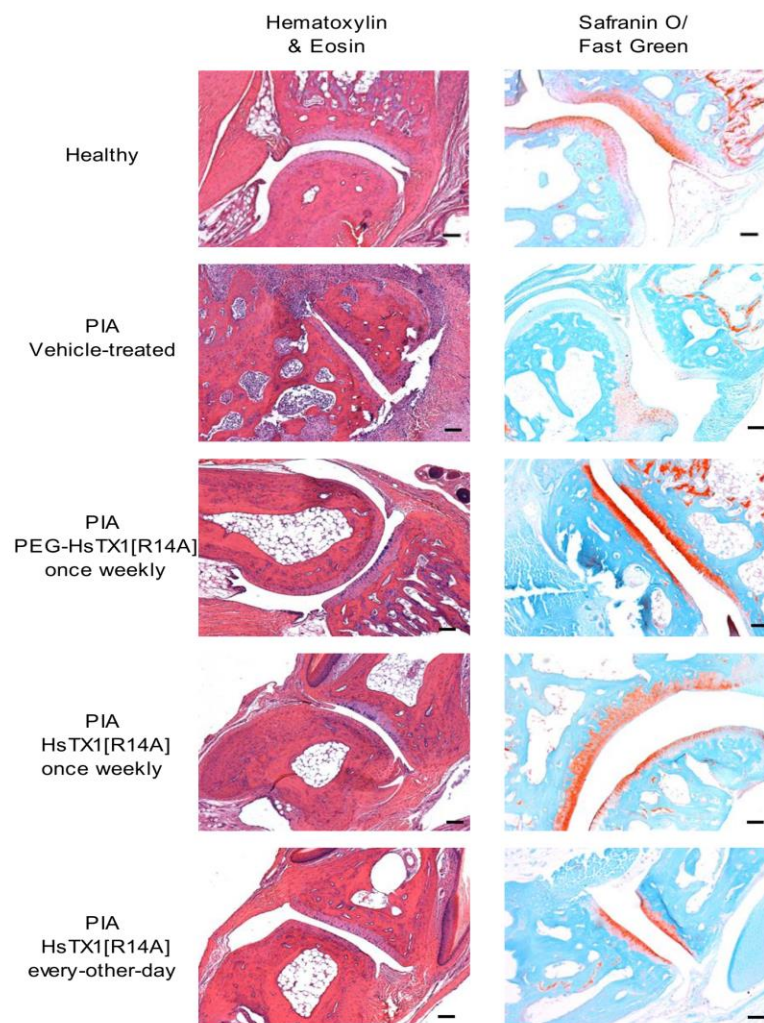 Hematoxylin
& Eosin
Safranin O/
Fast Green
Healthy
PIA
Vehicle-treated
PIA
PEG-HsTX1[R14A]
once weekly
PIA
HsTX1[R14A]
once weekly
PIA
HsTX1[R14A]
every-other-day